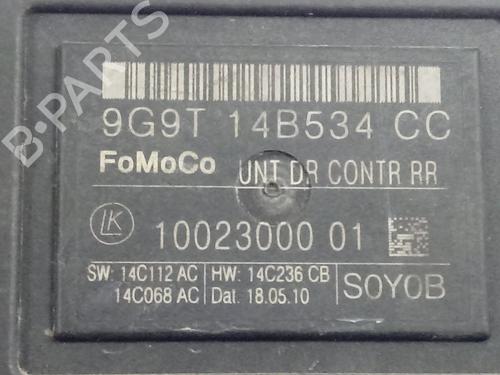 B-PARTS
9G9T 14B534 CC
FoMoCo UNT DR CONTR RR
LK 10023000 01
SW: 14C112 AC HW: 14C236 CB
14C068 AC Dat. 18.05.10 S0Y0B